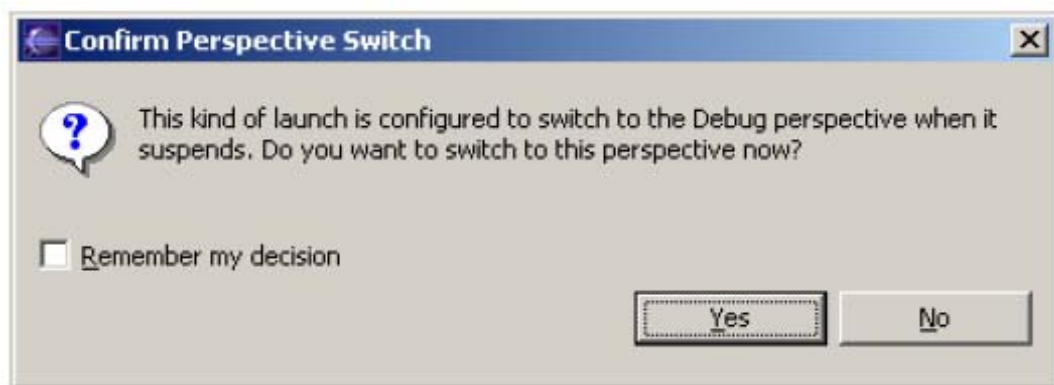 Confirm Perspective Switch
This kind of launch is configured to switch to the Debug perspective when it
suspends. Do you want to switch to this perspective now?
Remember my decision
Yes No